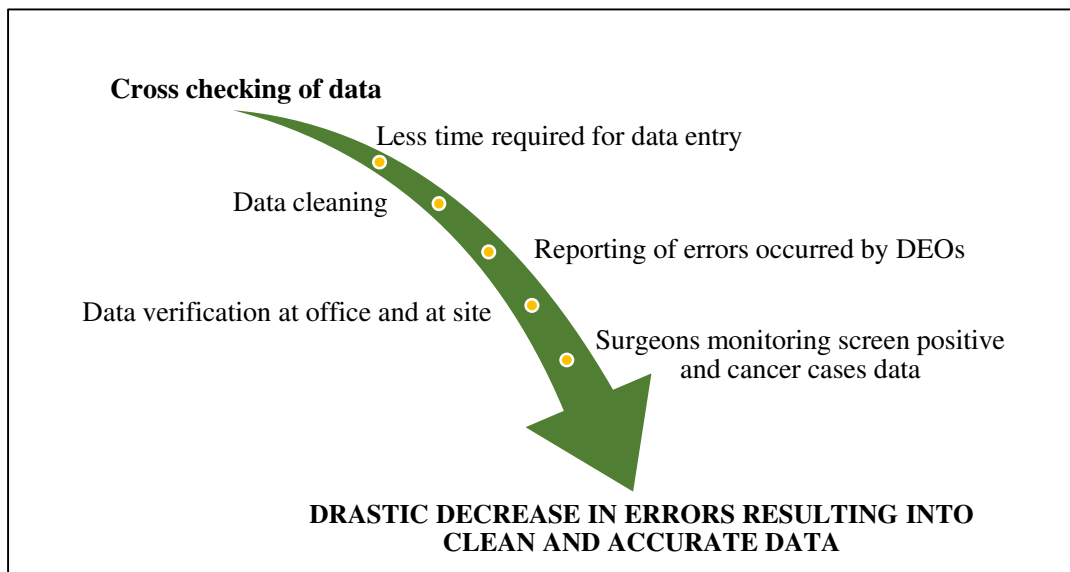 Cross checking of data
Less time required for data entry
Data cleaning
Reporting of errors occurred by DEOs
Data verification at office and at site
Surgeons monitoring screen positive
and cancer cases data
DRASTIC DECREASE IN ERRORS RESULTING INTO
CLEAN AND ACCURATE DATA